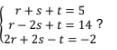 r + s + t = 5
r − 2s + t = 14 ?
2r + 2s − t = −2